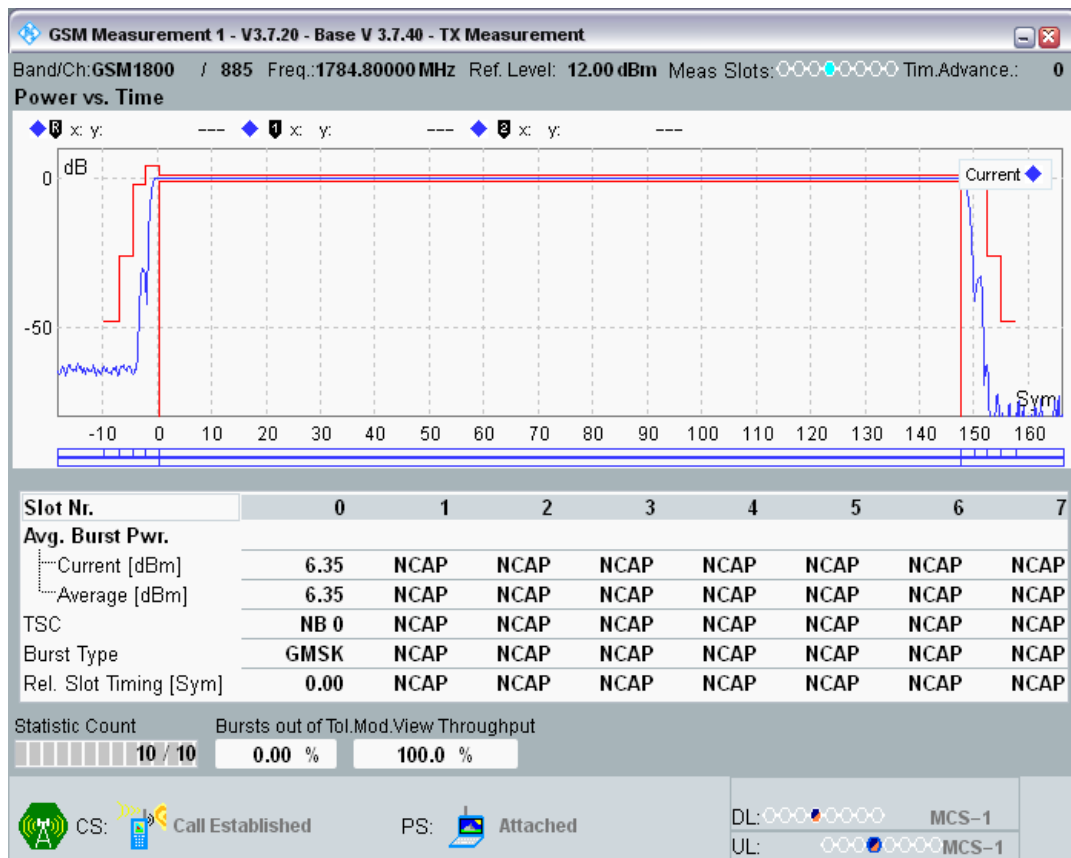 GSM Measurement 1 - V3.7.20 - Base V 3.7.40 - TX Measurement
Band/Ch:GSM1800 / 885 Freq.:1784.80000 MHz Ref. Level: 12.00 dBm Meas Slots: Tim.Advance.: 0
Power vs. Time
R x: y: --- 1 x: y: --- 2 x: y: ---
dB
Current
0
-50
Sym
-10 0 10 20 30 40 50 60 70 80 90 100 110 120 130 140 150 160
Slot Nr. 0 1 2 3 4 5 6 7
Avg. Burst Pwr.
Current [dBm] 6.35 NCAP NCAP NCAP NCAP NCAP NCAP NCAP
Average [dBm] 6.35 NCAP NCAP NCAP NCAP NCAP NCAP NCAP
TSC NB 0 NCAP NCAP NCAP NCAP NCAP NCAP NCAP
Burst Type GMSK NCAP NCAP NCAP NCAP NCAP NCAP NCAP
Rel. Slot Timing [Sym] 0.00 NCAP NCAP NCAP NCAP NCAP NCAP NCAP
Statistic Count Bursts out of Tol.Mod.View Throughput
10 / 10 0.00 % 100.0 %
CS: Call Established PS: Attached
DL: MCS-1
UL: MCS-1